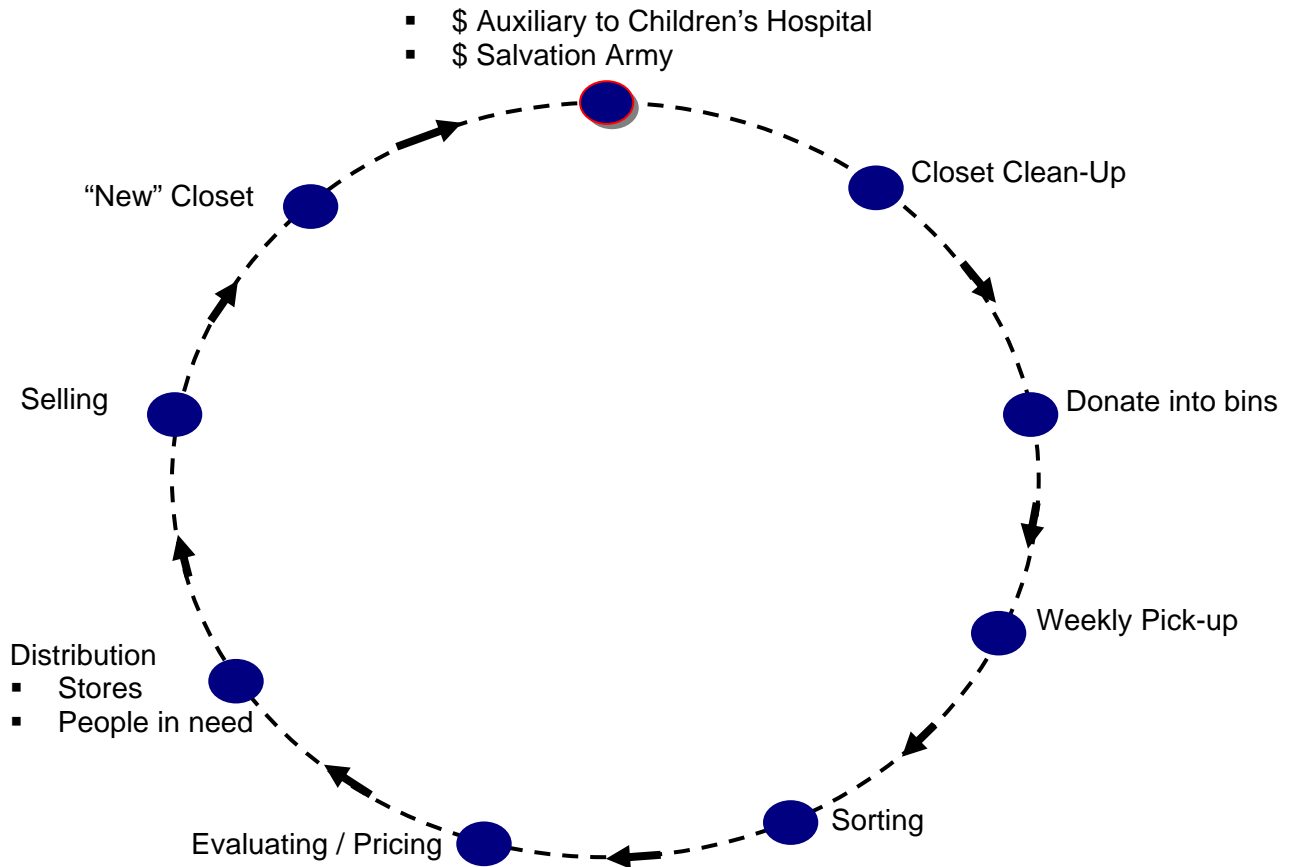 ▪ $ Auxiliary to Children’s Hospital
▪ $ Salvation Army
Closet Clean-Up
Donate into bins
Weekly Pick-up
Sorting
Evaluating / Pricing
Distribution
▪ Stores
▪ People in need
Selling
“New” Closet